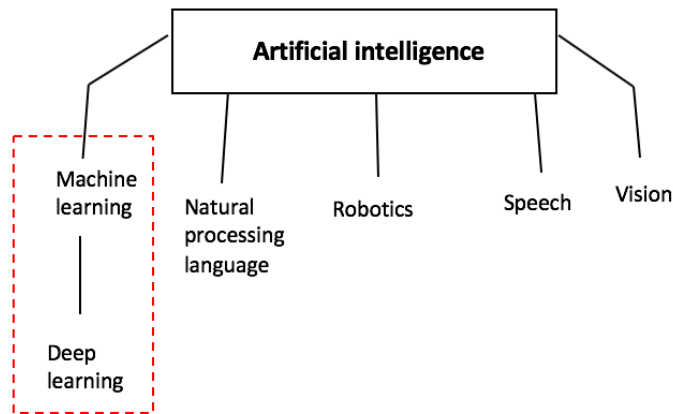 Artificial intelligence
Machine
learning
Natural
processing
language
Robotics
Speech
Vision
Deep
learning